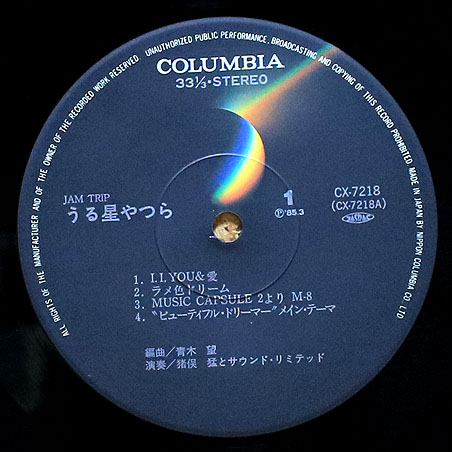 ALL RIGHTS OF THE MANUFACTURER AND OF THE OWNER OF THE RECORDED WORK RESERVED. UNAUTHORIZED PUBLIC PERFORMANCE, BROADCASTING AND COPYING OF THIS RECORD PROHIBITED. MADE IN JAPAN BY NIPPON COLUMBIA CO. LTD
COLUMBIA
33⅓・STEREO
JAM TRIP
うる星やつら
1
Ⓟ'85.3
CX-7218
(CX-7218A)
JASRAC
1. I, I, YOU&愛
2. ラメ色ドリーム
3. MUSIC CAPSULE 2より M-8
4. “ビューティフル・ドリーマー”メイン・テーマ
編曲／青木 望
演奏／猪俣 猛とサウンド・リミテッド